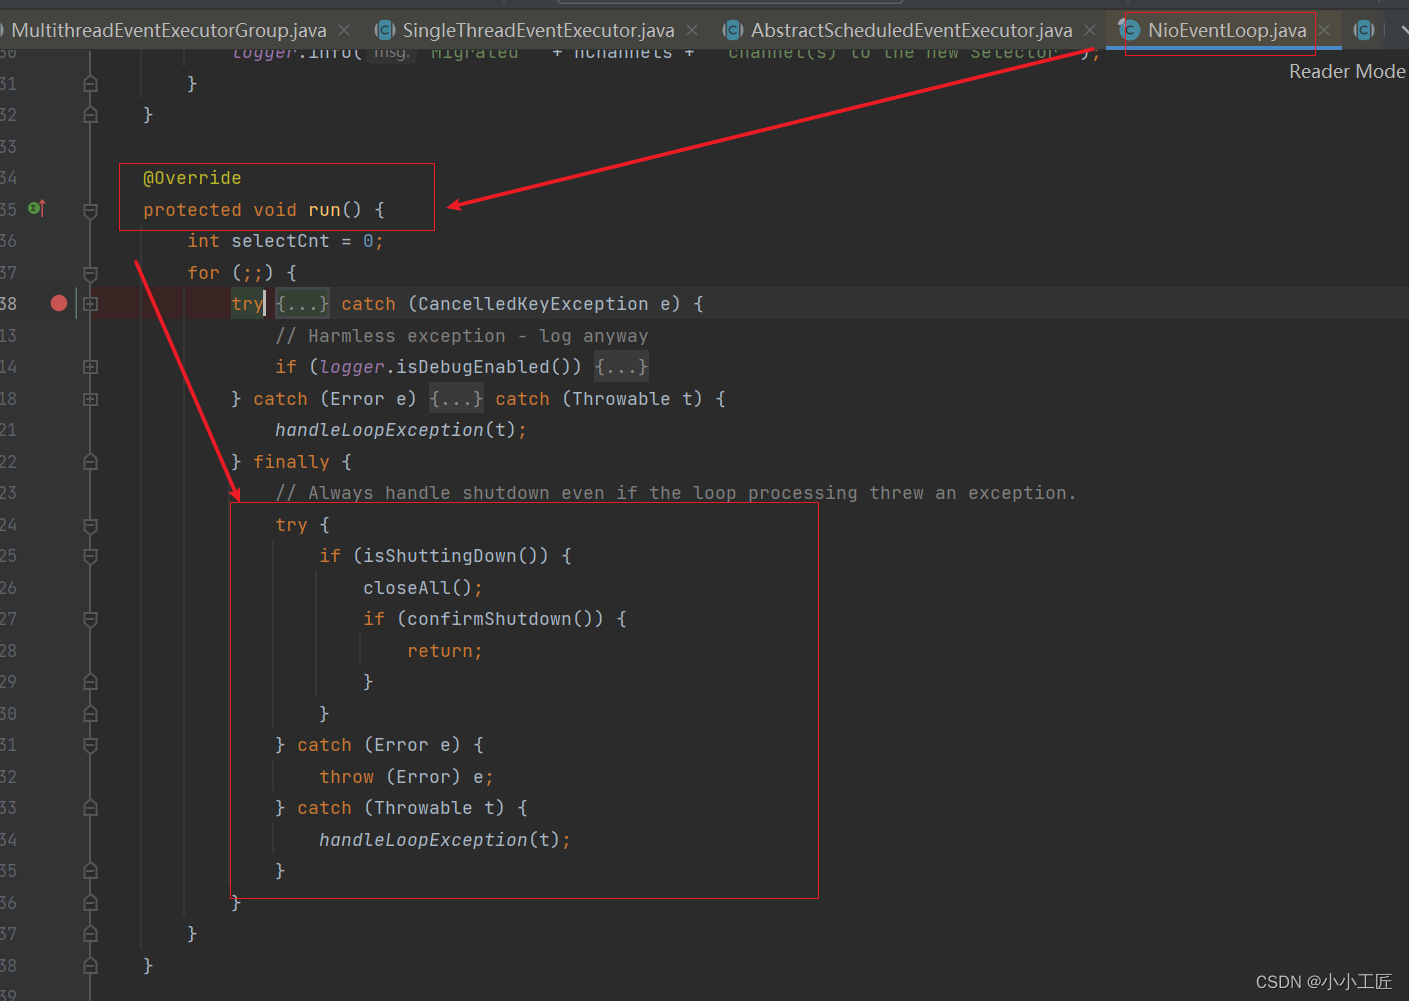 MultithreadEventExecutorGroup.java SingleThreadEventExecutor.java AbstractScheduledEventExecutor.java NioEventLoop.java
30 logger.info( msg: "Migrated " + nChannels + " channel(s) to the new Selector.");
Reader Mode
31 }
32 }
33
34 @Override
35 protected void run() {
36 int selectCnt = 0;
37 for (;;) {
38 try {...} catch (CancelledKeyException e) {
13 // Harmless exception - log anyway
14 if (logger.isDebugEnabled()) {...}
18 } catch (Error e) {...} catch (Throwable t) {
21 handleLoopException(t);
22 } finally {
23 // Always handle shutdown even if the loop processing threw an exception.
24 try {
25 if (isShuttingDown()) {
26 closeAll();
27 if (confirmShutdown()) {
28 return;
29 }
30 }
31 } catch (Error e) {
32 throw (Error) e;
33 } catch (Throwable t) {
34 handleLoopException(t);
35 }
36 }
37 }
38 }
39
CSDN @小小工匠